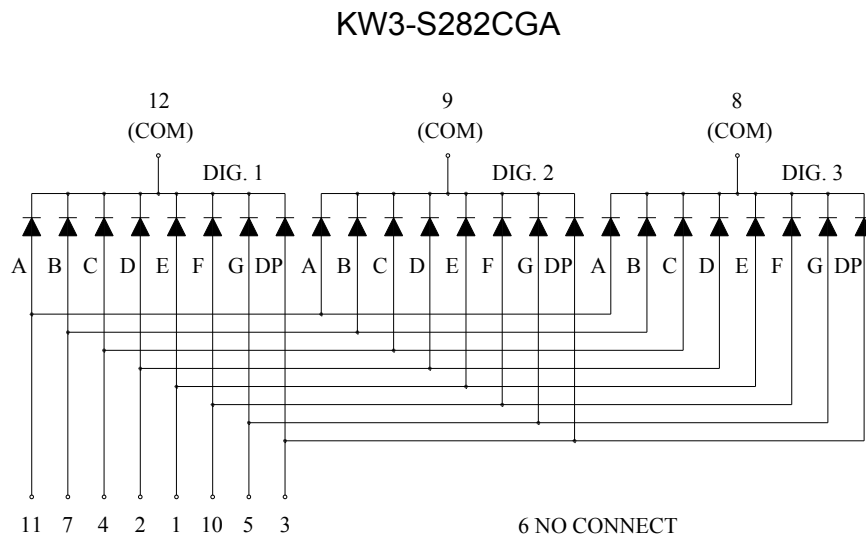 KW3-S282CGA
12 9 8
(COM) (COM) (COM)
DIG. 1 DIG. 2 DIG. 3
A B C D E F G DP A B C D E F G DP A B C D E F G DP
11 7 4 2 1 10 5 3 6 NO CONNECT